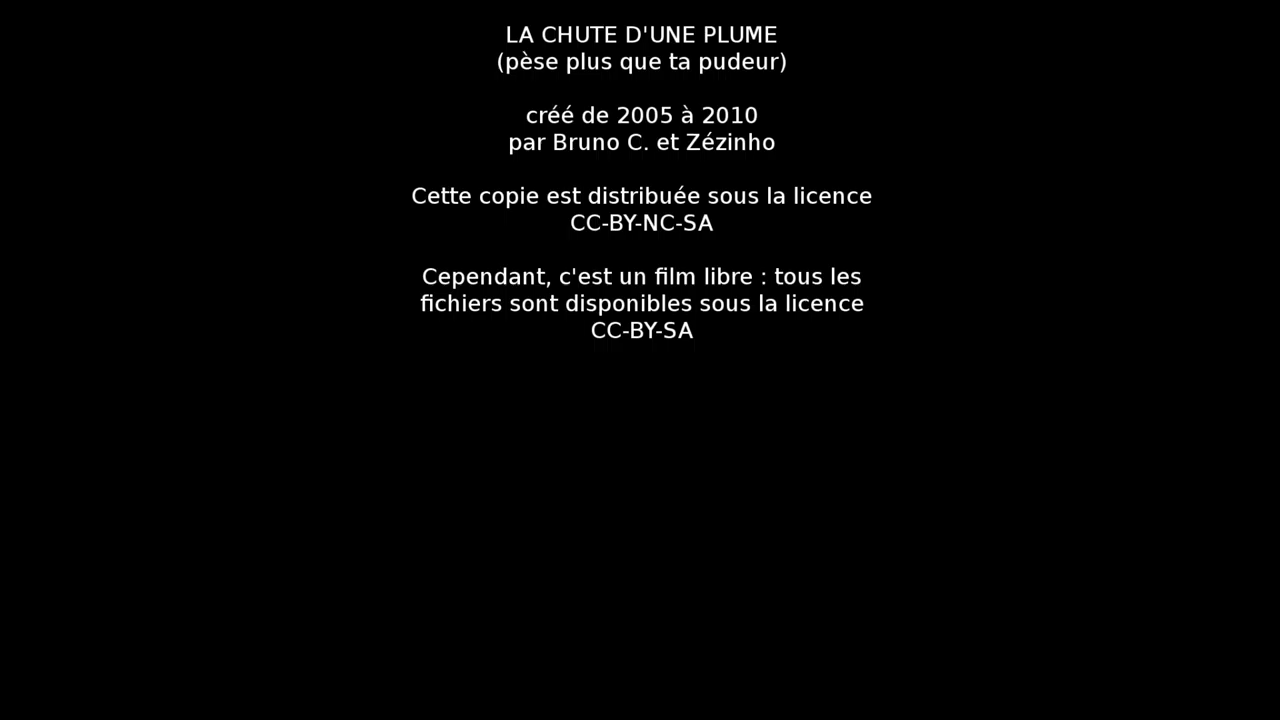 LA CHUTE D'UNE PLUME
(pèse plus que ta pudeur)
créé de 2005 à 2010
par Bruno C. et Zézinho
Cette copie est distribuée sous la licence
CC-BY-NC-SA
Cependant, c'est un film libre : tous les
fichiers sont disponibles sous la licence
CC-BY-SA